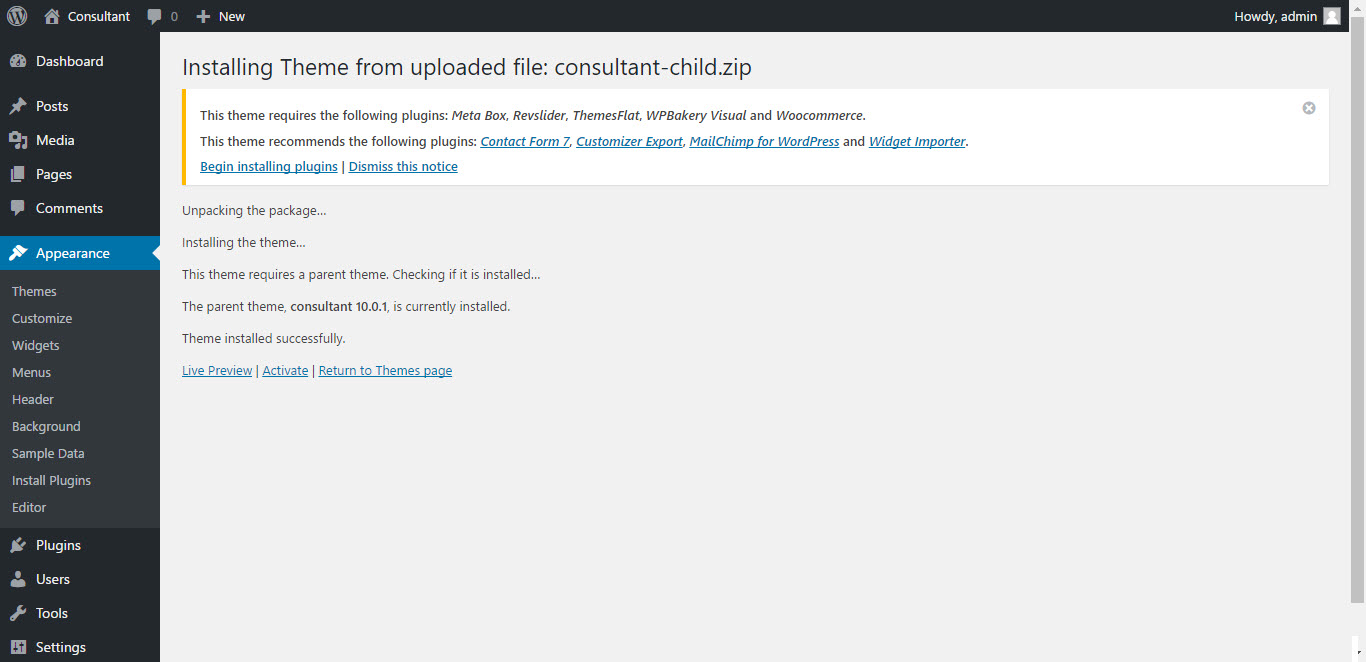 Consultant 0 New Howdy, admin
Dashboard
Posts
Media
Pages
Comments
Appearance
Themes
Customize
Widgets
Menus
Header
Background
Sample Data
Install Plugins
Editor
Plugins
Users
Tools
Settings
Installing Theme from uploaded file: consultant-child.zip
This theme requires the following plugins: Meta Box, Revslider, ThemesFlat, WPBakery Visual and Woocommerce.
This theme recommends the following plugins: Contact Form 7, Customizer Export, MailChimp for WordPress and Widget Importer.
Begin installing plugins | Dismiss this notice
Unpacking the package...
Installing the theme...
This theme requires a parent theme. Checking if it is installed...
The parent theme, consultant 10.0.1, is currently installed.
Theme installed successfully.
Live Preview | Activate | Return to Themes page